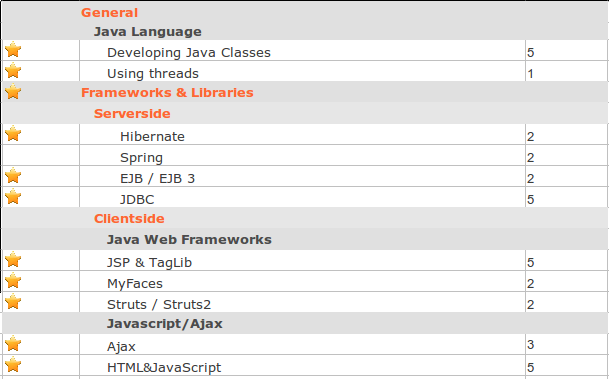 General
Java Language
Developing Java Classes 5
Using threads 1
Frameworks & Libraries
Serverside
Hibernate 2
Spring 2
EJB / EJB 3 2
JDBC 5
Clientside
Java Web Frameworks
JSP & TagLib 5
MyFaces 2
Struts / Struts2 2
Javascript/Ajax
Ajax 3
HTML&JavaScript 5